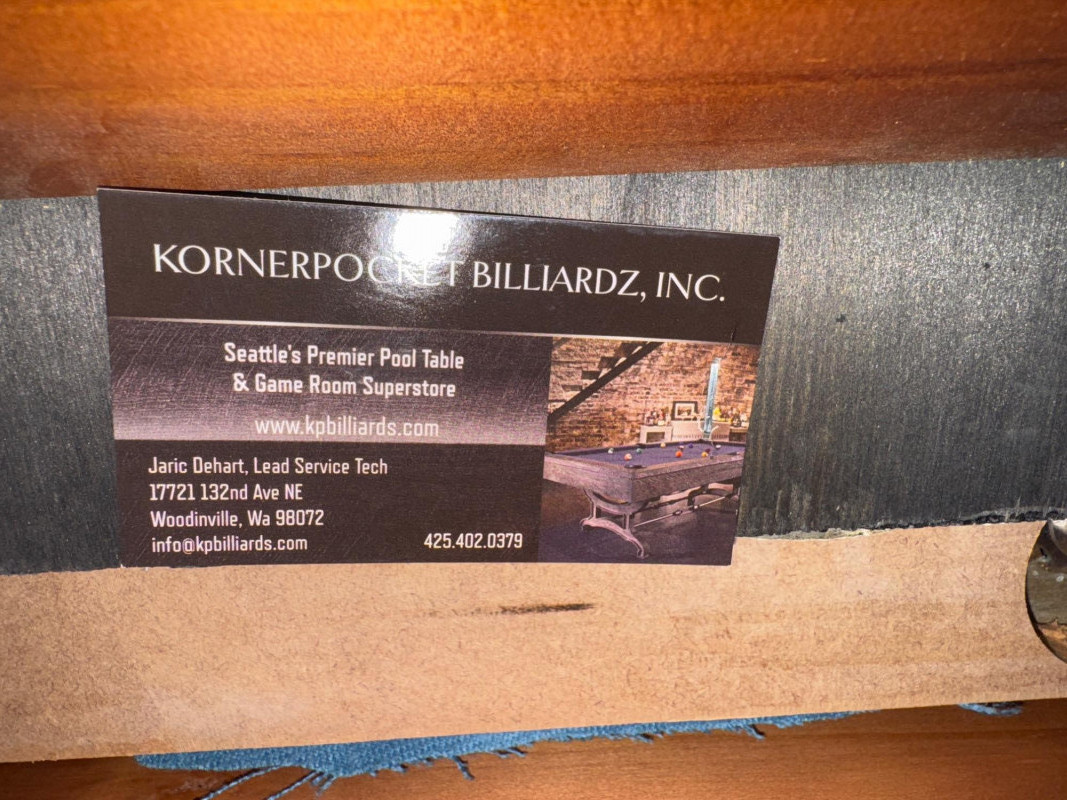 KORNERPOCKET BILLIARDZ, INC.
Seattle's Premier Pool Table
& Game Room Superstore
www.kpbilliards.com
Jaric Dehart, Lead Service Tech
17721 132nd Ave NE
Woodinville, Wa 98072
info@kpbilliards.com 425.402.0379